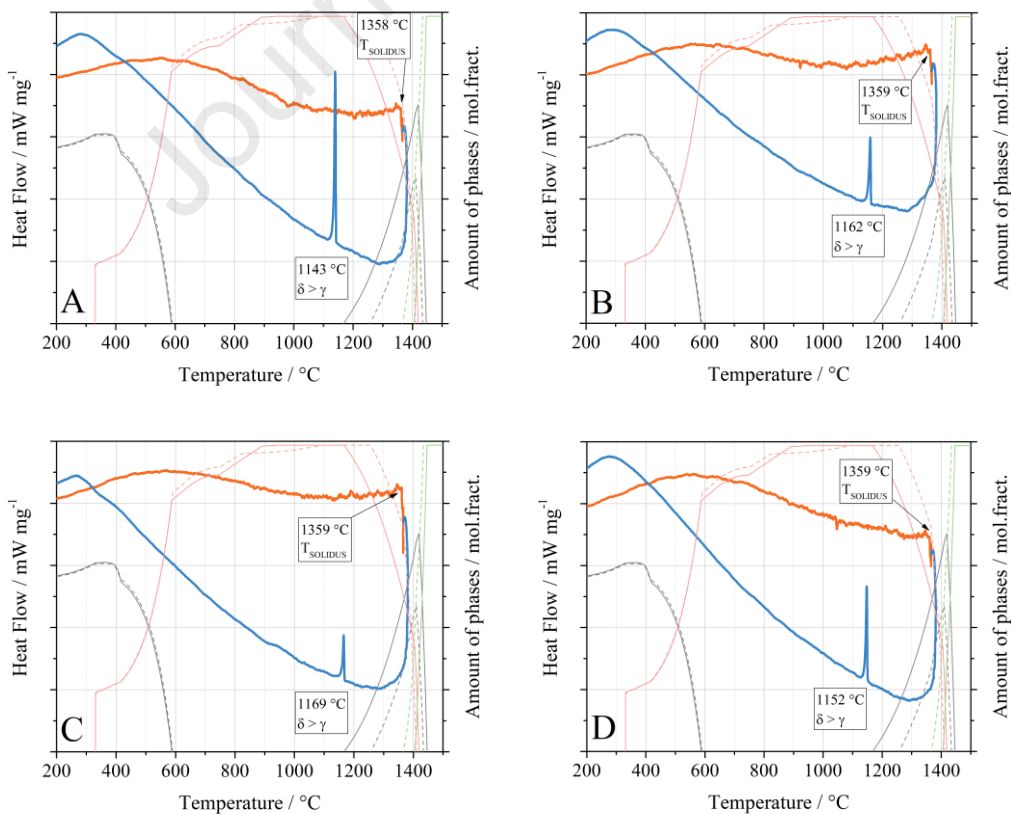 Journ
Heat Flow / mW mg-1
1358 °C
TSOLIDUS
1143 °C
δ > γ
A
Amount of phases / mol.fract.
200 400 600 800 1000 1200 1400
Temperature / °C
Heat Flow / mW mg-1
1359 °C
TSOLIDUS
1162 °C
δ > γ
B
Amount of phases / mol.fract.
200 400 600 800 1000 1200 1400
Temperature / °C
Heat Flow / mW mg-1
1359 °C
TSOLIDUS
1169 °C
δ > γ
C
Amount of phases / mol.fract.
200 400 600 800 1000 1200 1400
Temperature / °C
Heat Flow / mW mg-1
1359 °C
TSOLIDUS
1152 °C
δ > γ
D
Amount of phases / mol.fract.
200 400 600 800 1000 1200 1400
Temperature / °C